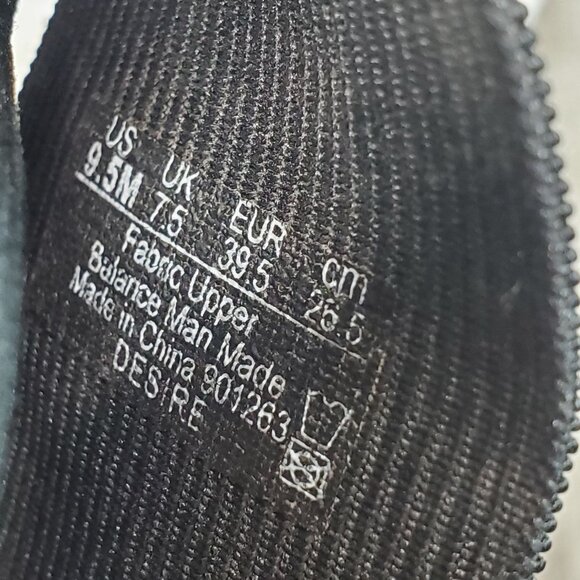 US UK EUR cm
9.5M 7.5 39.5 26.5
Fabric Upper
Balance Man Made
Made in China 901263
DESIRE